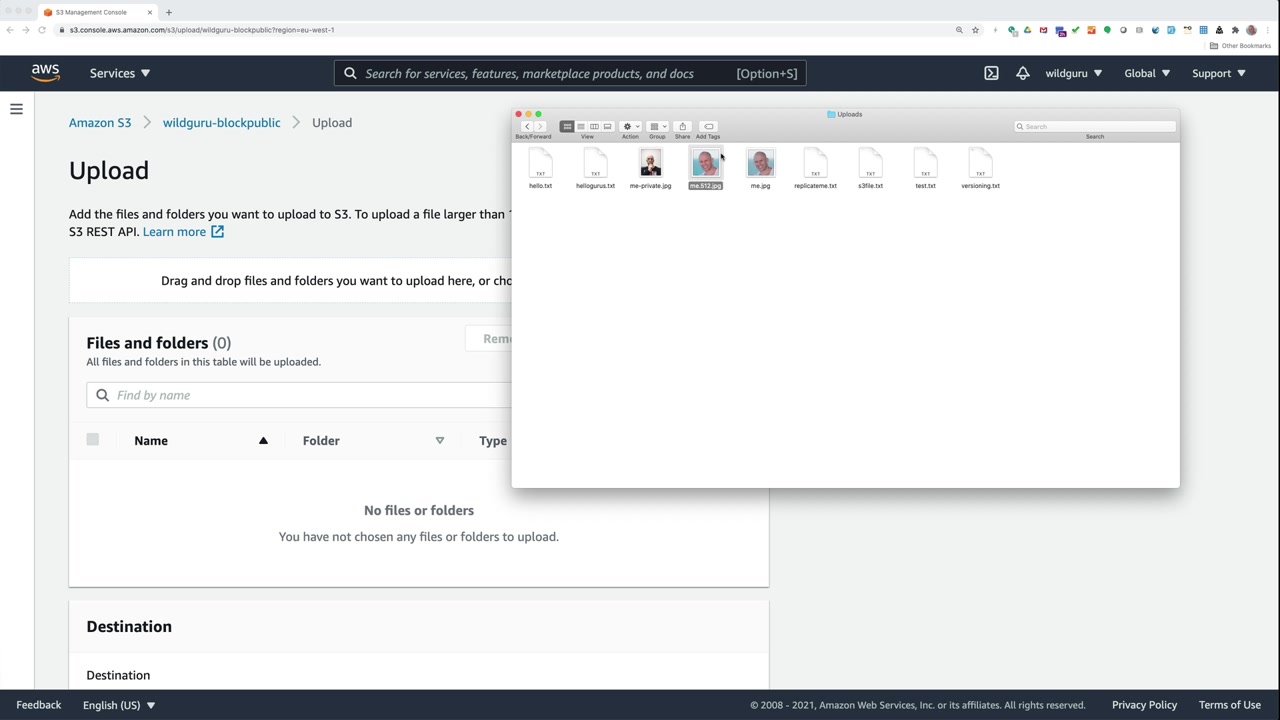 S3 Management Console
s3.console.aws.amazon.com/s3/upload/wildguru-blockpublic?region=eu-west-1
Other Bookmarks
aws
Services
Search for services, features, marketplace products, and docs
[Option+S]
wildguru
Global
Support
Amazon S3
wildguru-blockpublic
Upload
Upload
Add the files and folders you want to upload to S3. To upload a file larger than
S3 REST API. Learn more
Drag and drop files and folders you want to upload here, or cho
Files and folders (0)
All files and folders in this table will be uploaded.
Find by name
Name
Folder
Type
No files or folders
You have not chosen any files or folders to upload.
Destination
Destination
Uploads
Search
Back/Forward
View
Action
Group
Share
Add Tags
Search
TXT
TXT
TXT
TXT
TXT
TXT
hello.txt
hellogurus.txt
me-private.jpg
me.512.jpg
me.jpg
replicateme.txt
s3file.txt
test.txt
versioning.txt
Feedback
English (US)
© 2008 - 2021, Amazon Web Services, Inc. or its affiliates. All rights reserved.
Privacy Policy
Terms of Use